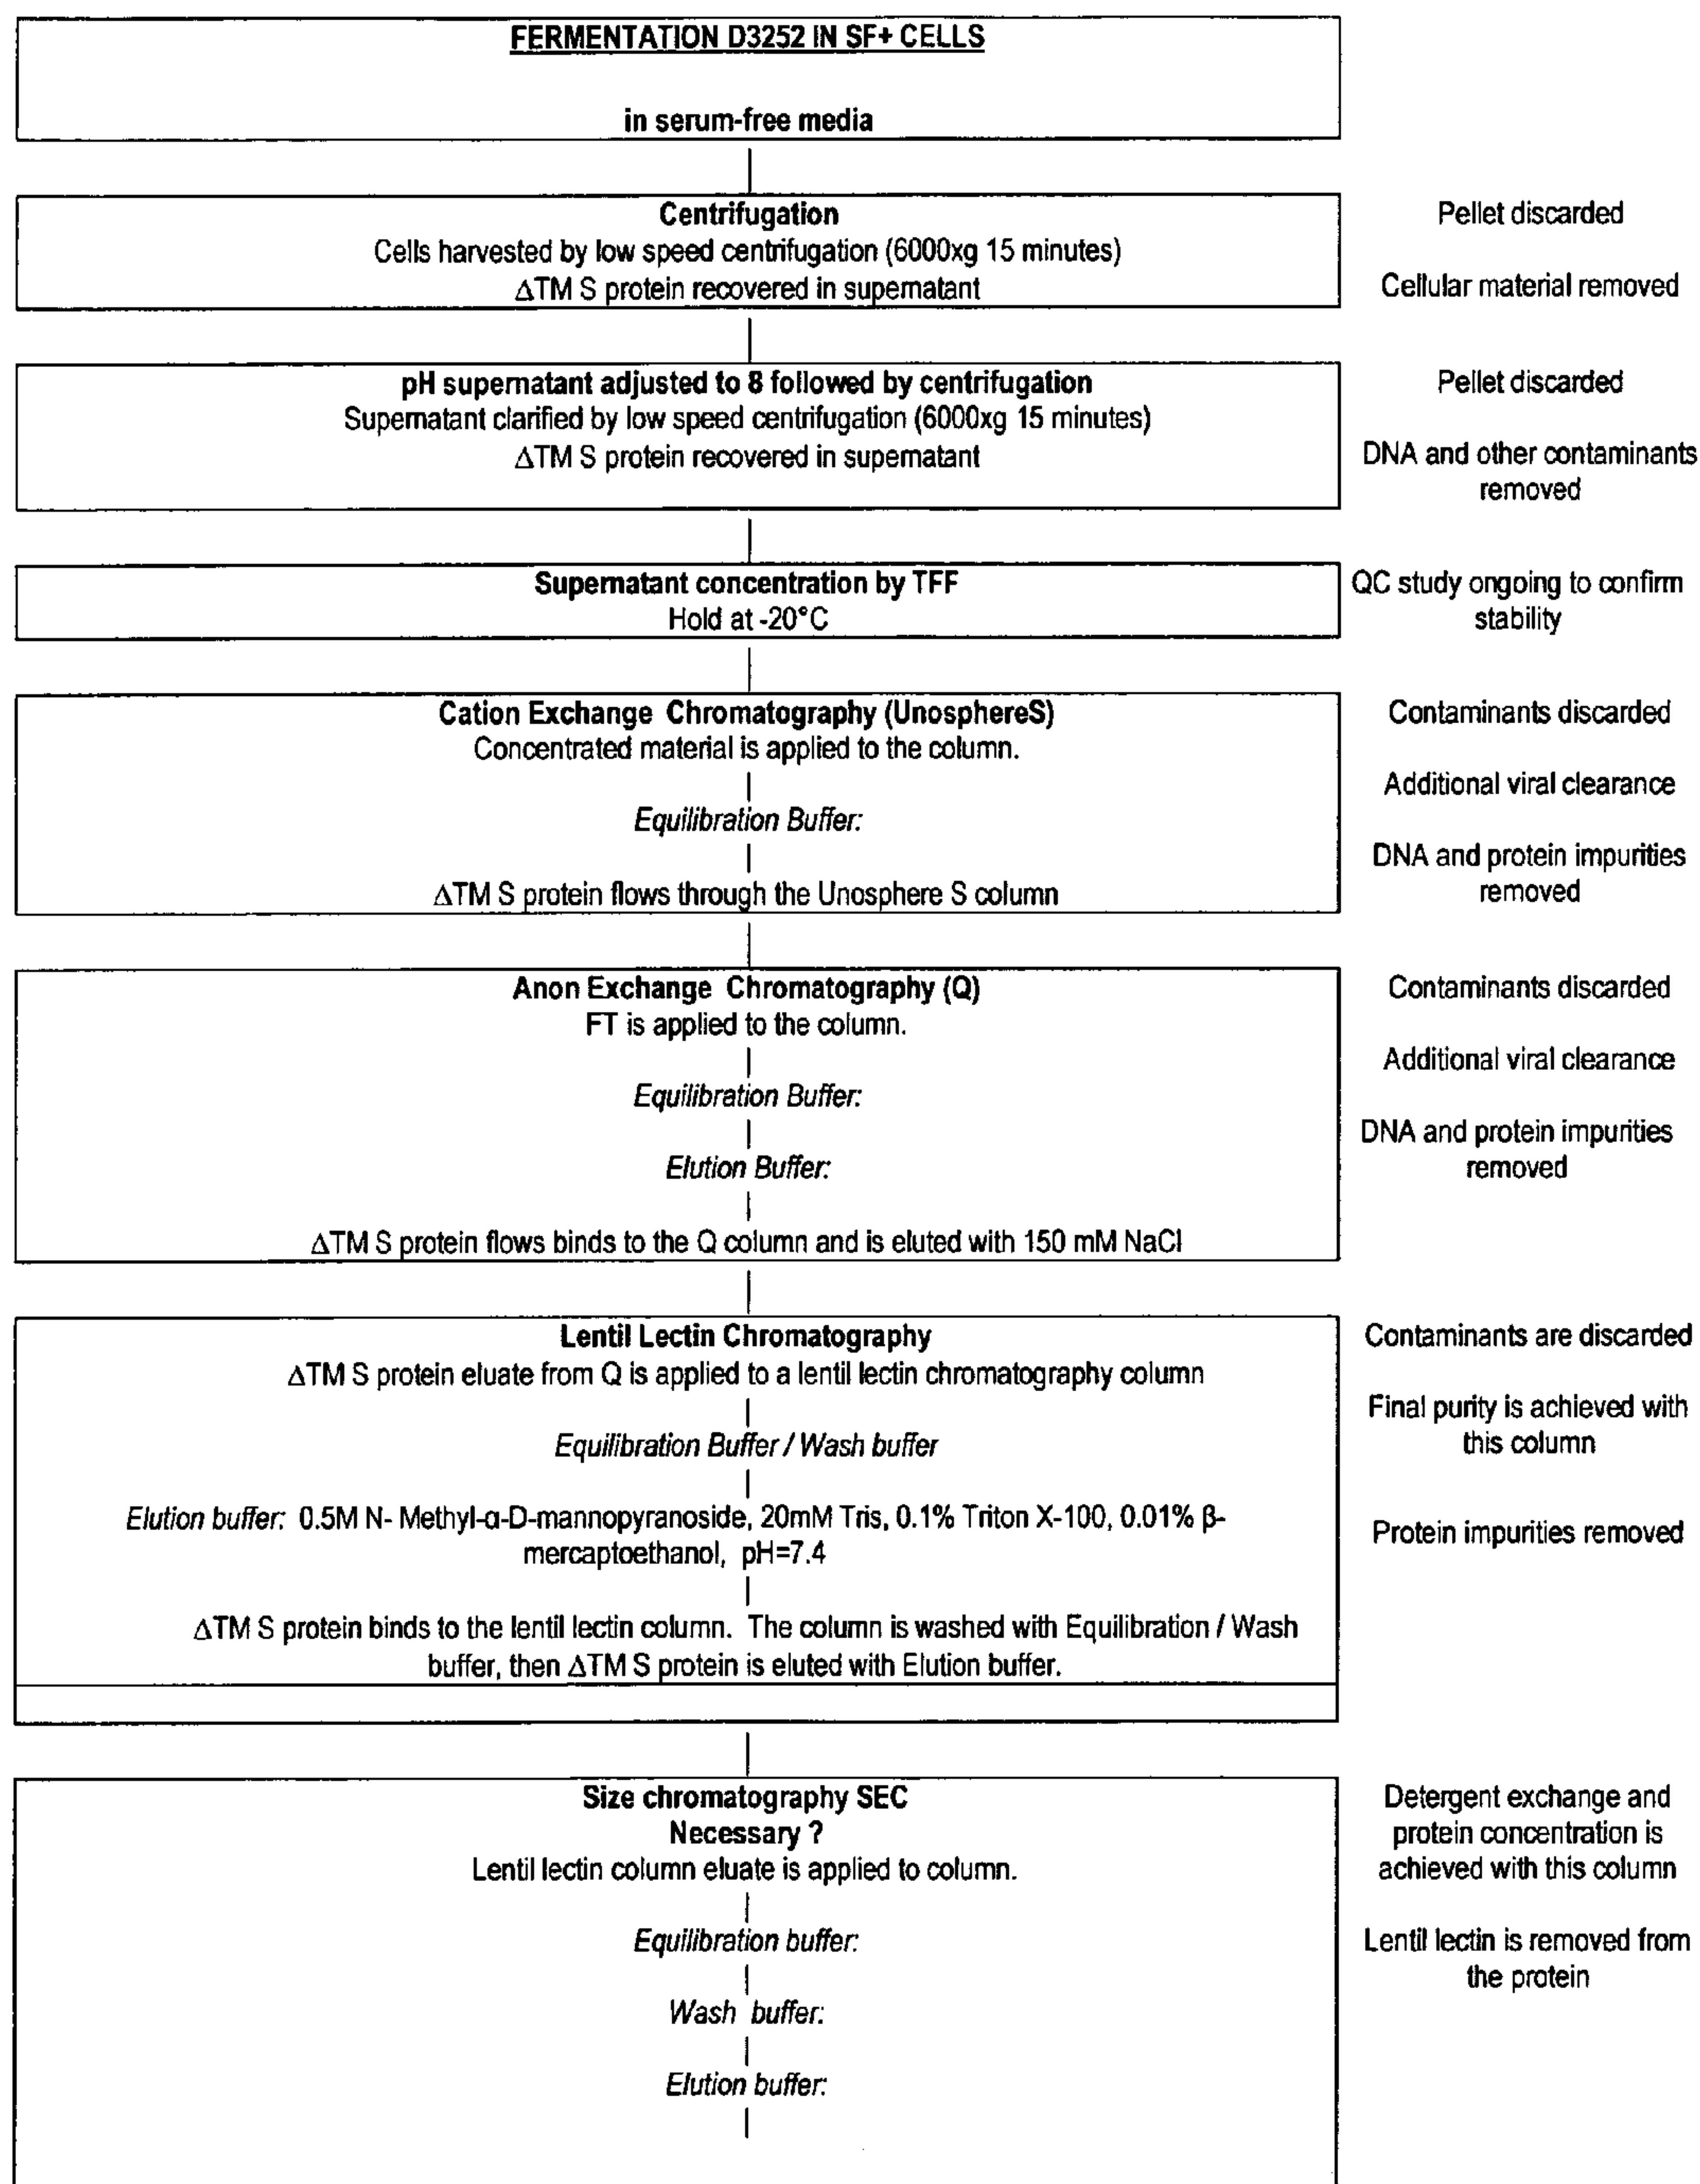 FERMENTATION D3252 IN SF+ CELLS
in serum-free media
Centrifugation
Cells harvested by low speed centrifugation (6000xg 15 minutes)
ΔTM S protein recovered in supernatant
Pellet discarded
Cellular material removed
pH supernatant adjusted to 8 followed by centrifugation
Supernatant clarified by low speed centrifugation (6000xg 15 minutes)
ΔTM S protein recovered in supernatant
Pellet discarded
DNA and other contaminants
removed
Supernatant concentration by TFF
Hold at -20°C
QC study ongoing to confirm
stability
Cation Exchange Chromatography (UnosphereS)
Concentrated material is applied to the column.
Equilibration Buffer:
ΔTM S protein flows through the Unosphere S column
Contaminants discarded
Additional viral clearance
DNA and protein impurities
removed
Anon Exchange Chromatography (Q)
FT is applied to the column.
Equilibration Buffer:
Elution Buffer:
ΔTM S protein flows binds to the Q column and is eluted with 150 mM NaCl
Contaminants discarded
Additional viral clearance
DNA and protein impurities
removed
Lentil Lectin Chromatography
ΔTM S protein eluate from Q is applied to a lentil lectin chromatography column
Equilibration Buffer / Wash buffer
Elution buffer: 0.5M N- Methyl-α-D-mannopyranoside, 20mM Tris, 0.1% Triton X-100, 0.01% β-
mercaptoethanol, pH=7.4
ΔTM S protein binds to the lentil lectin column. The column is washed with Equilibration / Wash
buffer, then ΔTM S protein is eluted with Elution buffer.
Contaminants are discarded
Final purity is achieved with
this column
Protein impurities removed
Size chromatography SEC
Necessary ?
Lentil lectin column eluate is applied to column.
Equilibration buffer:
Wash buffer:
Elution buffer:
Detergent exchange and
protein concentration is
achieved with this column
Lentil lectin is removed from
the protein